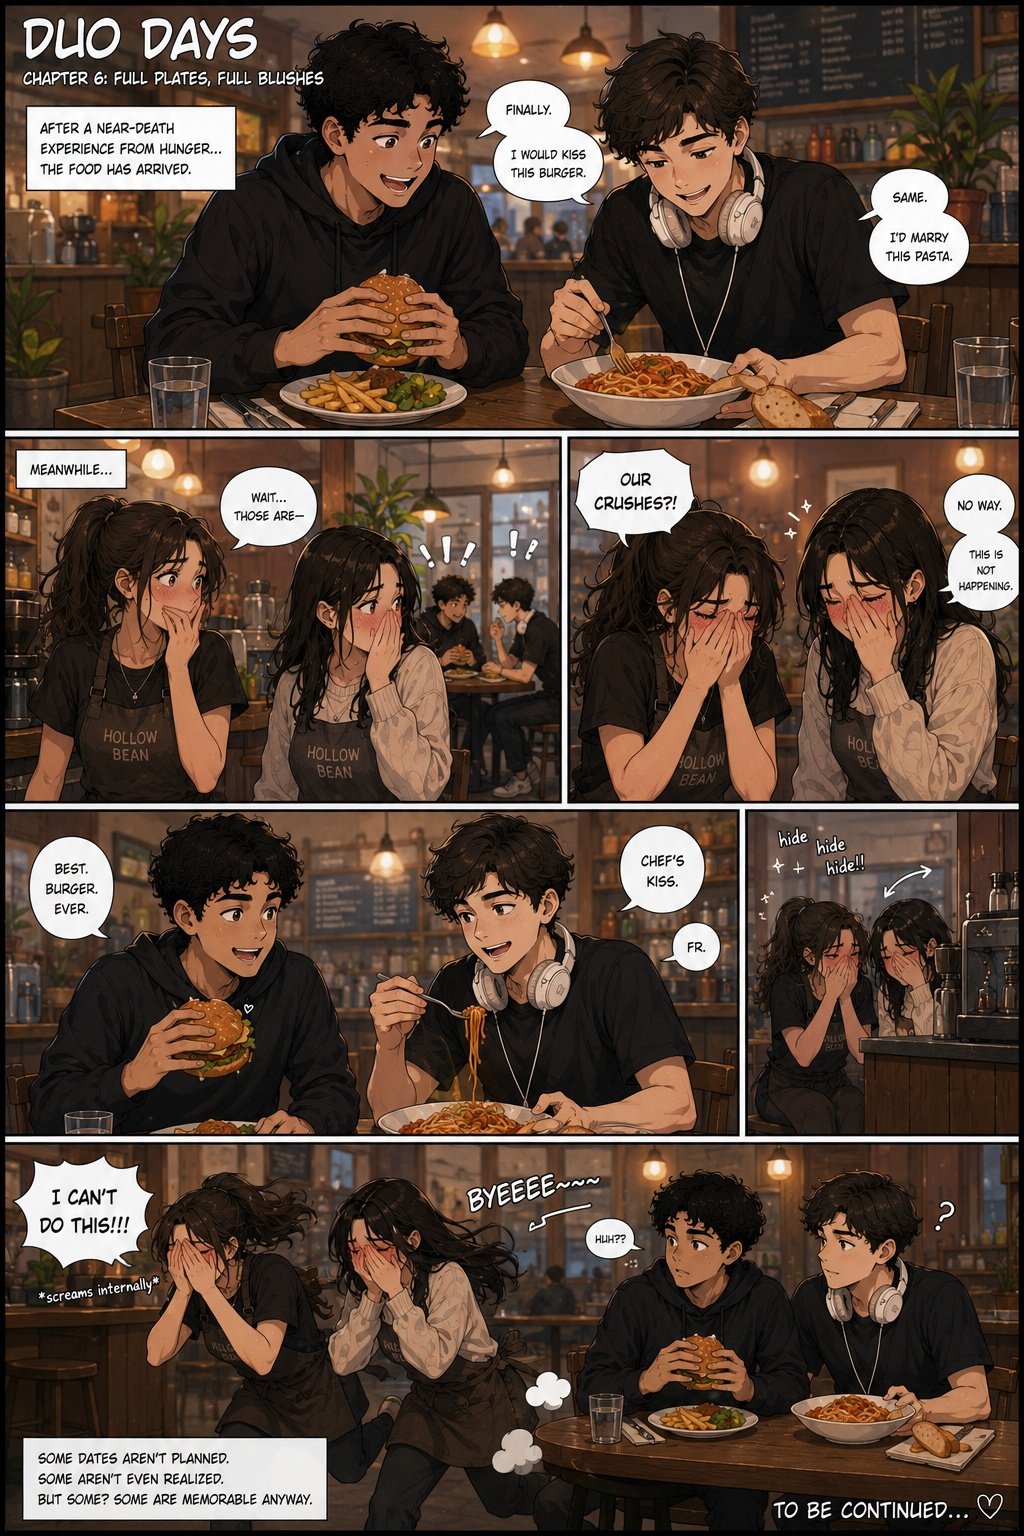 DUO DAYS
CHAPTER 6: FULL PLATES, FULL BLUSHES
AFTER A NEAR-DEATH
EXPERIENCE FROM HUNGER...
THE FOOD HAS ARRIVED.
FINALLY.
I WOULD KISS
THIS BURGER.
SAME.
I'D MARRY
THIS PASTA.
MEANWHILE...
WAIT...
THOSE ARE—
HOLLOW
BEAN
HOLLOW
BEAN
OUR
CRUSHES?!
NO WAY.
THIS IS
NOT
HAPPENING.
HOLLOW
BEAN
BEST.
BURGER.
EVER.
CHEF'S
KISS.
FR.
hide
hide
hide!!
I CAN'T
DO THIS!!!
*screams internally*
BYEEEE~~~
HUH??
?
SOME DATES AREN'T PLANNED.
SOME AREN'T EVEN REALIZED.
BUT SOME? SOME ARE MEMORABLE ANYWAY.
TO BE CONTINUED... ♡